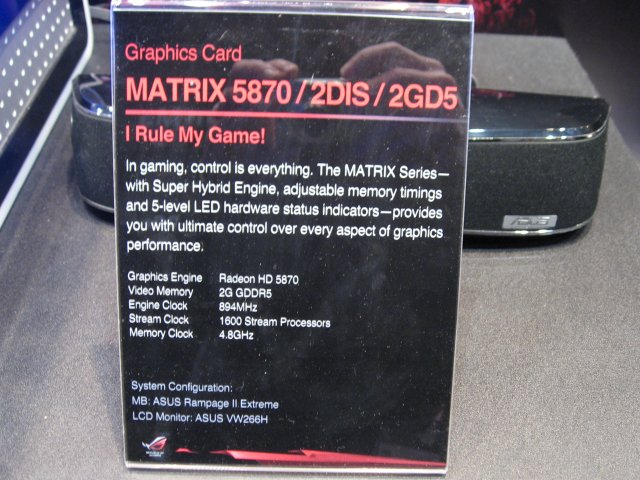 Graphics Card
MATRIX 5870 / 2DIS / 2GD5
I Rule My Game!
In gaming, control is everything. The MATRIX Series—
with Super Hybrid Engine, adjustable memory timings
and 5-level LED hardware status indicators—provides
you with ultimate control over every aspect of graphics
performance.
Graphics Engine Radeon HD 5870
Video Memory 2G GDDR5
Engine Clock 894MHz
Stream Clock 1600 Stream Processors
Memory Clock 4.8GHz
System Configuration:
MB: ASUS Rampage II Extreme
LCD Monitor: ASUS VW266H
ASUS